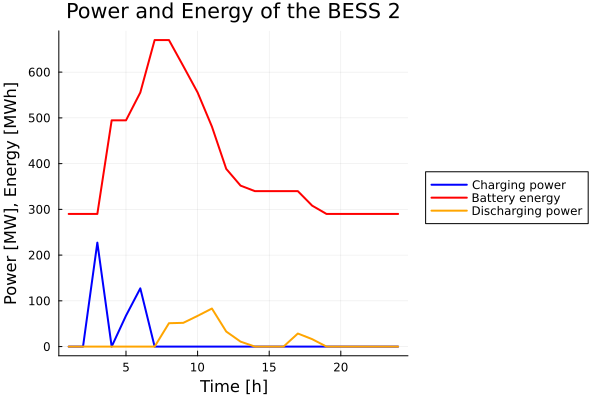 Power and Energy of the BESS 2
Power [MW], Energy [MWh]
600
500
400
300
200
100
0
5
10
15
20
Time [h]
Charging power
Battery energy
Discharging power